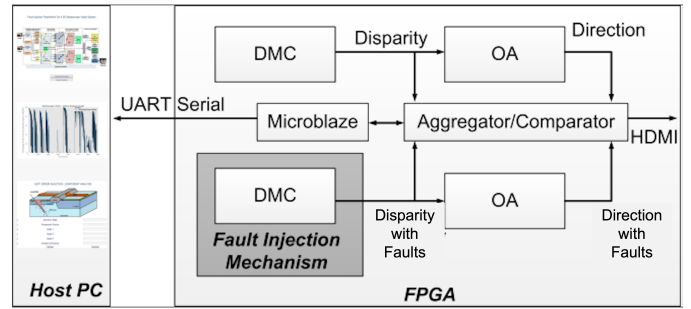 DMC
Disparity
OA
Direction
UART Serial
Microblaze
Aggregator/Comparator
HDMI
DMC
Fault Injection
Mechanism
Disparity
with
Faults
OA
Direction
with
Faults
Host PC
FPGA